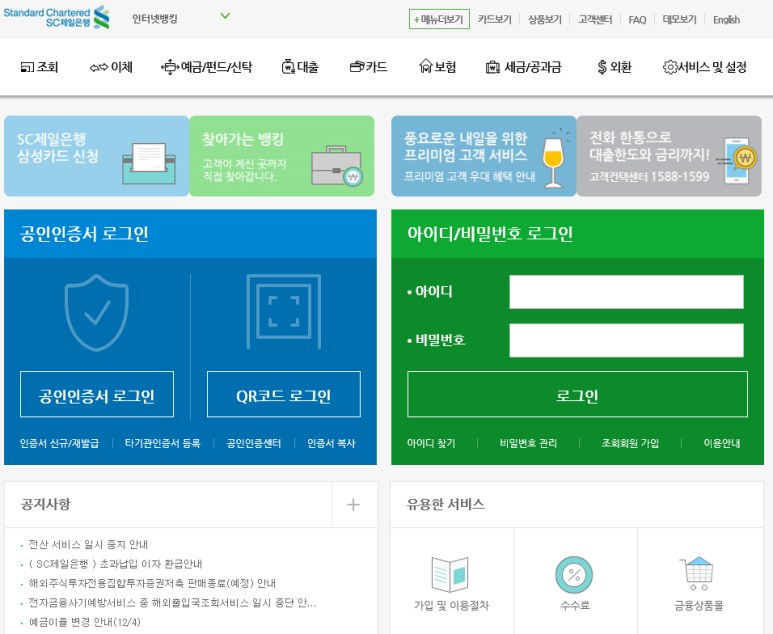 Standard Chartered
SC제일은행
인터넷뱅킹
+메뉴더보기 카드보기 상품보기 고객센터 FAQ 데모보기 English
조회 이체 예금/펀드/신탁 대출 카드 보험 세금/공과금 외환 서비스 및 설정
SC제일은행
삼성카드 신청
찾아가는 뱅킹
고객이 계신 곳까지
직접 찾아갑니다.
풍요로운 내일을 위한
프리미엄 고객 서비스
프리미엄 고객 우대 혜택 안내
전화 한통으로
대출한도와 금리까지!
고객컨택센터 1588-1599
공인인증서 로그인
공인인증서 로그인
QR코드 로그인
인증서 신규/재발급 타기관인증서 등록 공인인증센터 인증서 복사
아이디/비밀번호 로그인
• 아이디
• 비밀번호
로그인
아이디 찾기 비밀번호 관리 조회회원 가입 이용안내
공지사항
· 전산 서비스 일시 중지 안내
· ( SC제일은행 ) 초과납입 이자 환급안내
· 해외주식투자전용집합투자증권저축 판매종료(예정) 안내
· 전자금융사기예방서비스 중 해외출입국조회서비스 일시 중단 안...
· 예금이율 변경 안내(12/4)
유용한 서비스
가입 및 이용절차
수수료
금융상품몰